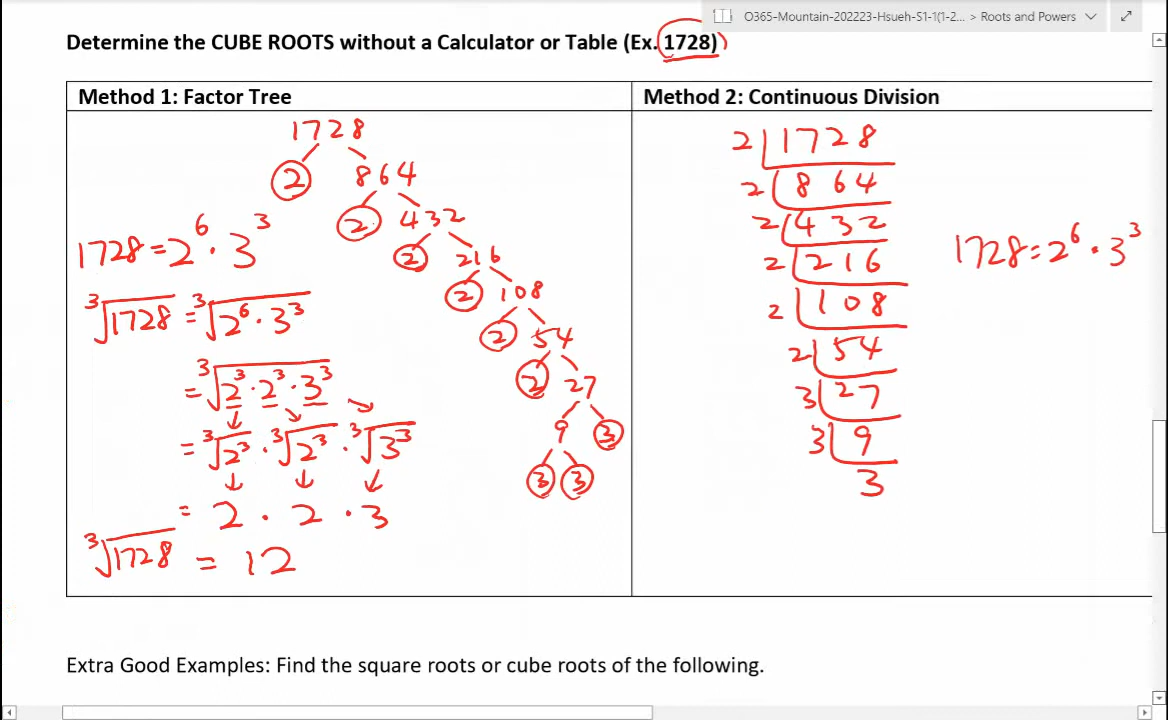 O365-Mountain-202223-Hsueh-S1-1(1-2... > Roots and Powers
Determine the CUBE ROOTS without a Calculator or Table (Ex. 1728)
Method 1: Factor Tree
1728
2 864
2 432
2 216
2 108
2 54
2 27
9 3
3 3
1728 = 2⁶ · 3³
∛1728 = ∛2⁶ · 3³
= ∛2³ · 2³ · 3³
= ∛2³ · ∛2³ · ∛3³
= 2 · 2 · 3
∛1728 = 12
Method 2: Continuous Division
2 1728
2 864
2 432
2 216
2 108
2 54
3 27
3 9
3
1728 = 2⁶ · 3³
Extra Good Examples: Find the square roots or cube roots of the following.